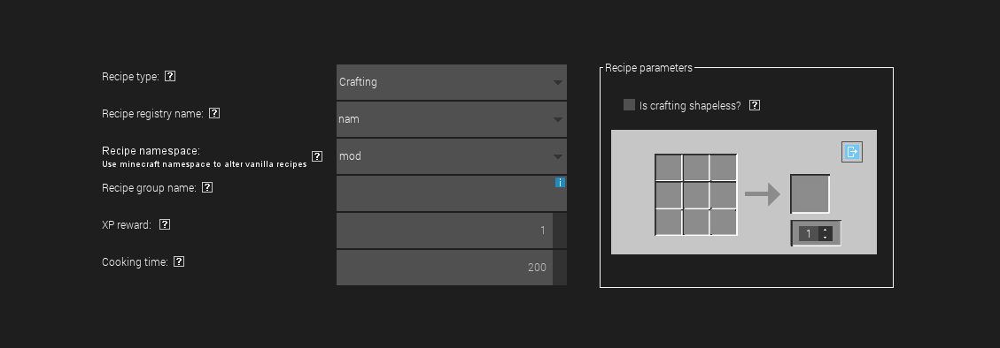 Recipe type: ?
Crafting
Recipe registry name: ?
nam
Recipe namespace:
Use minecraft namespace to alter vanilla recipes ?
mod
Recipe group name: ?
i
XP reward: ?
1
Cooking time: ?
200
Recipe parameters
Is crafting shapeless? ?
1